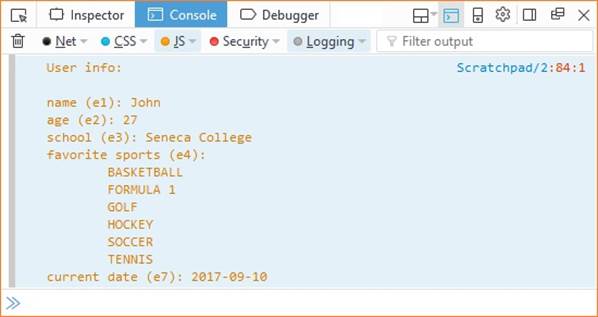 Inspector Console Debugger
Net CSS JS Security Logging Filter output
User info: Scratchpad/2:84:1
name (e1): John
age (e2): 27
school (e3): Seneca College
favorite sports (e4):
BASKETBALL
FORMULA 1
GOLF
HOCKEY
SOCCER
TENNIS
current date (e7): 2017-09-10